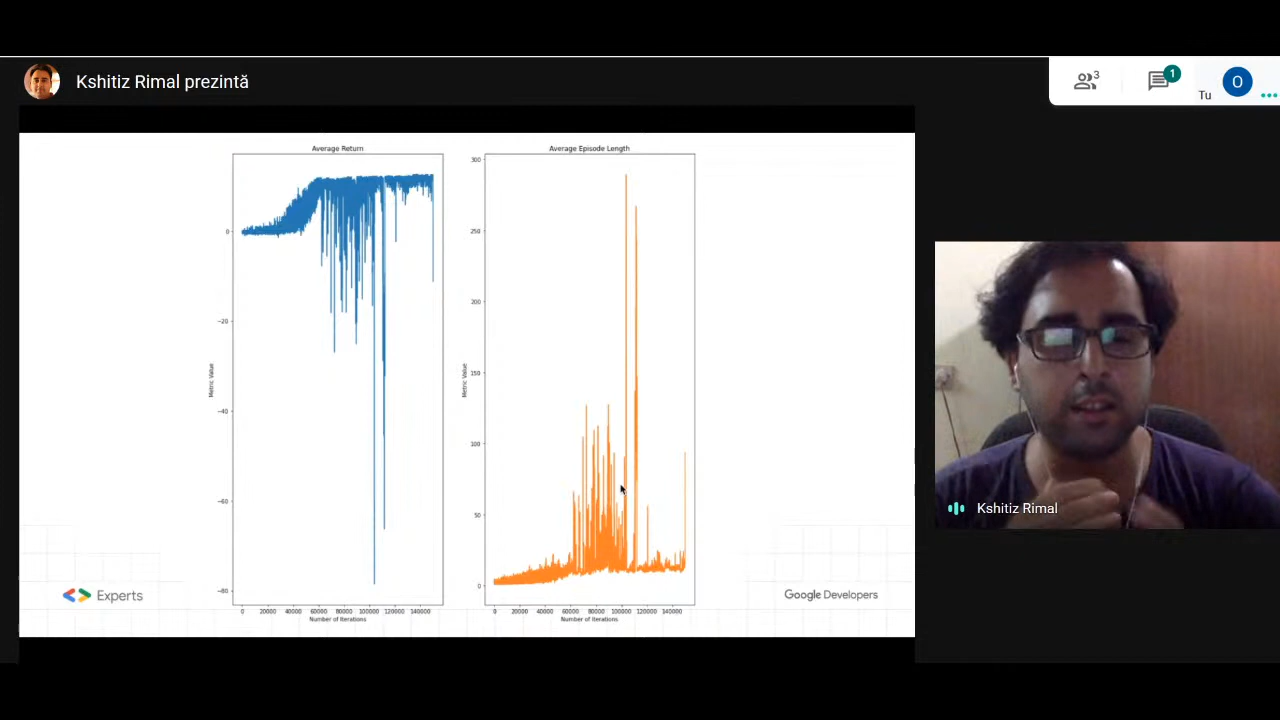 Kshitiz Rimal prezintă
3
1
Tu
O
Average Return
Average Episode Length
0
−20
−40
−60
−80
Metric Value
0 20000 40000 60000 80000 100000 120000 140000
Number of Iterations
300
250
200
150
100
50
0
Metric Value
0 20000 40000 60000 80000 100000 120000 140000
Number of Iterations
Experts
Google Developers
Kshitiz Rimal